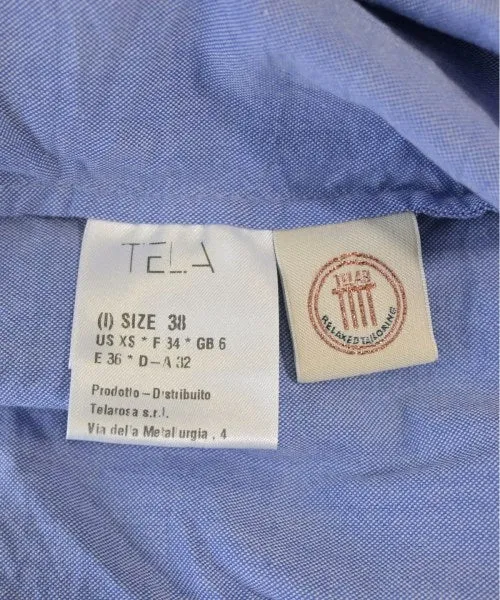 TELA
(I) SIZE 38
US XS * F 34 * GB 6
E 36 * D-A 32
Prodotto - Distribuito
Telarosa s.r.l.
Via della Metallurgia , 4
RELAXED TAILORING